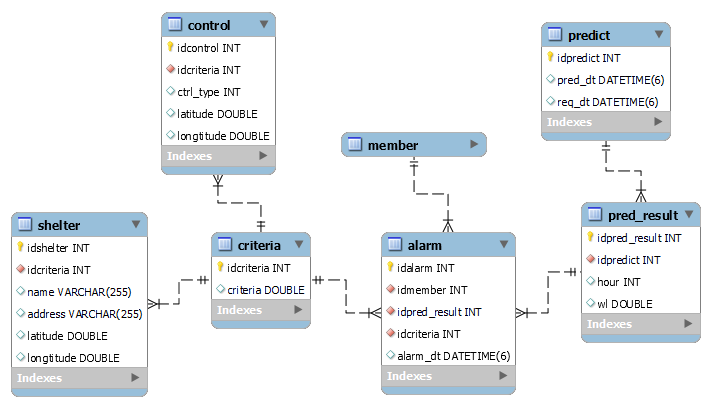 control
idcontrol INT
idcriteria INT
ctrl_type INT
latitude DOUBLE
longtitude DOUBLE
Indexes
predict
idpredict INT
pred_dt DATETIME(6)
req_dt DATETIME(6)
Indexes
member
shelter
idshelter INT
idcriteria INT
name VARCHAR(255)
address VARCHAR(255)
latitude DOUBLE
longtitude DOUBLE
Indexes
criteria
idcriteria INT
criteria DOUBLE
Indexes
alarm
idalarm INT
idmember INT
idpred_result INT
idcriteria INT
alarm_dt DATETIME(6)
Indexes
pred_result
idpred_result INT
idpredict INT
hour INT
wl DOUBLE
Indexes